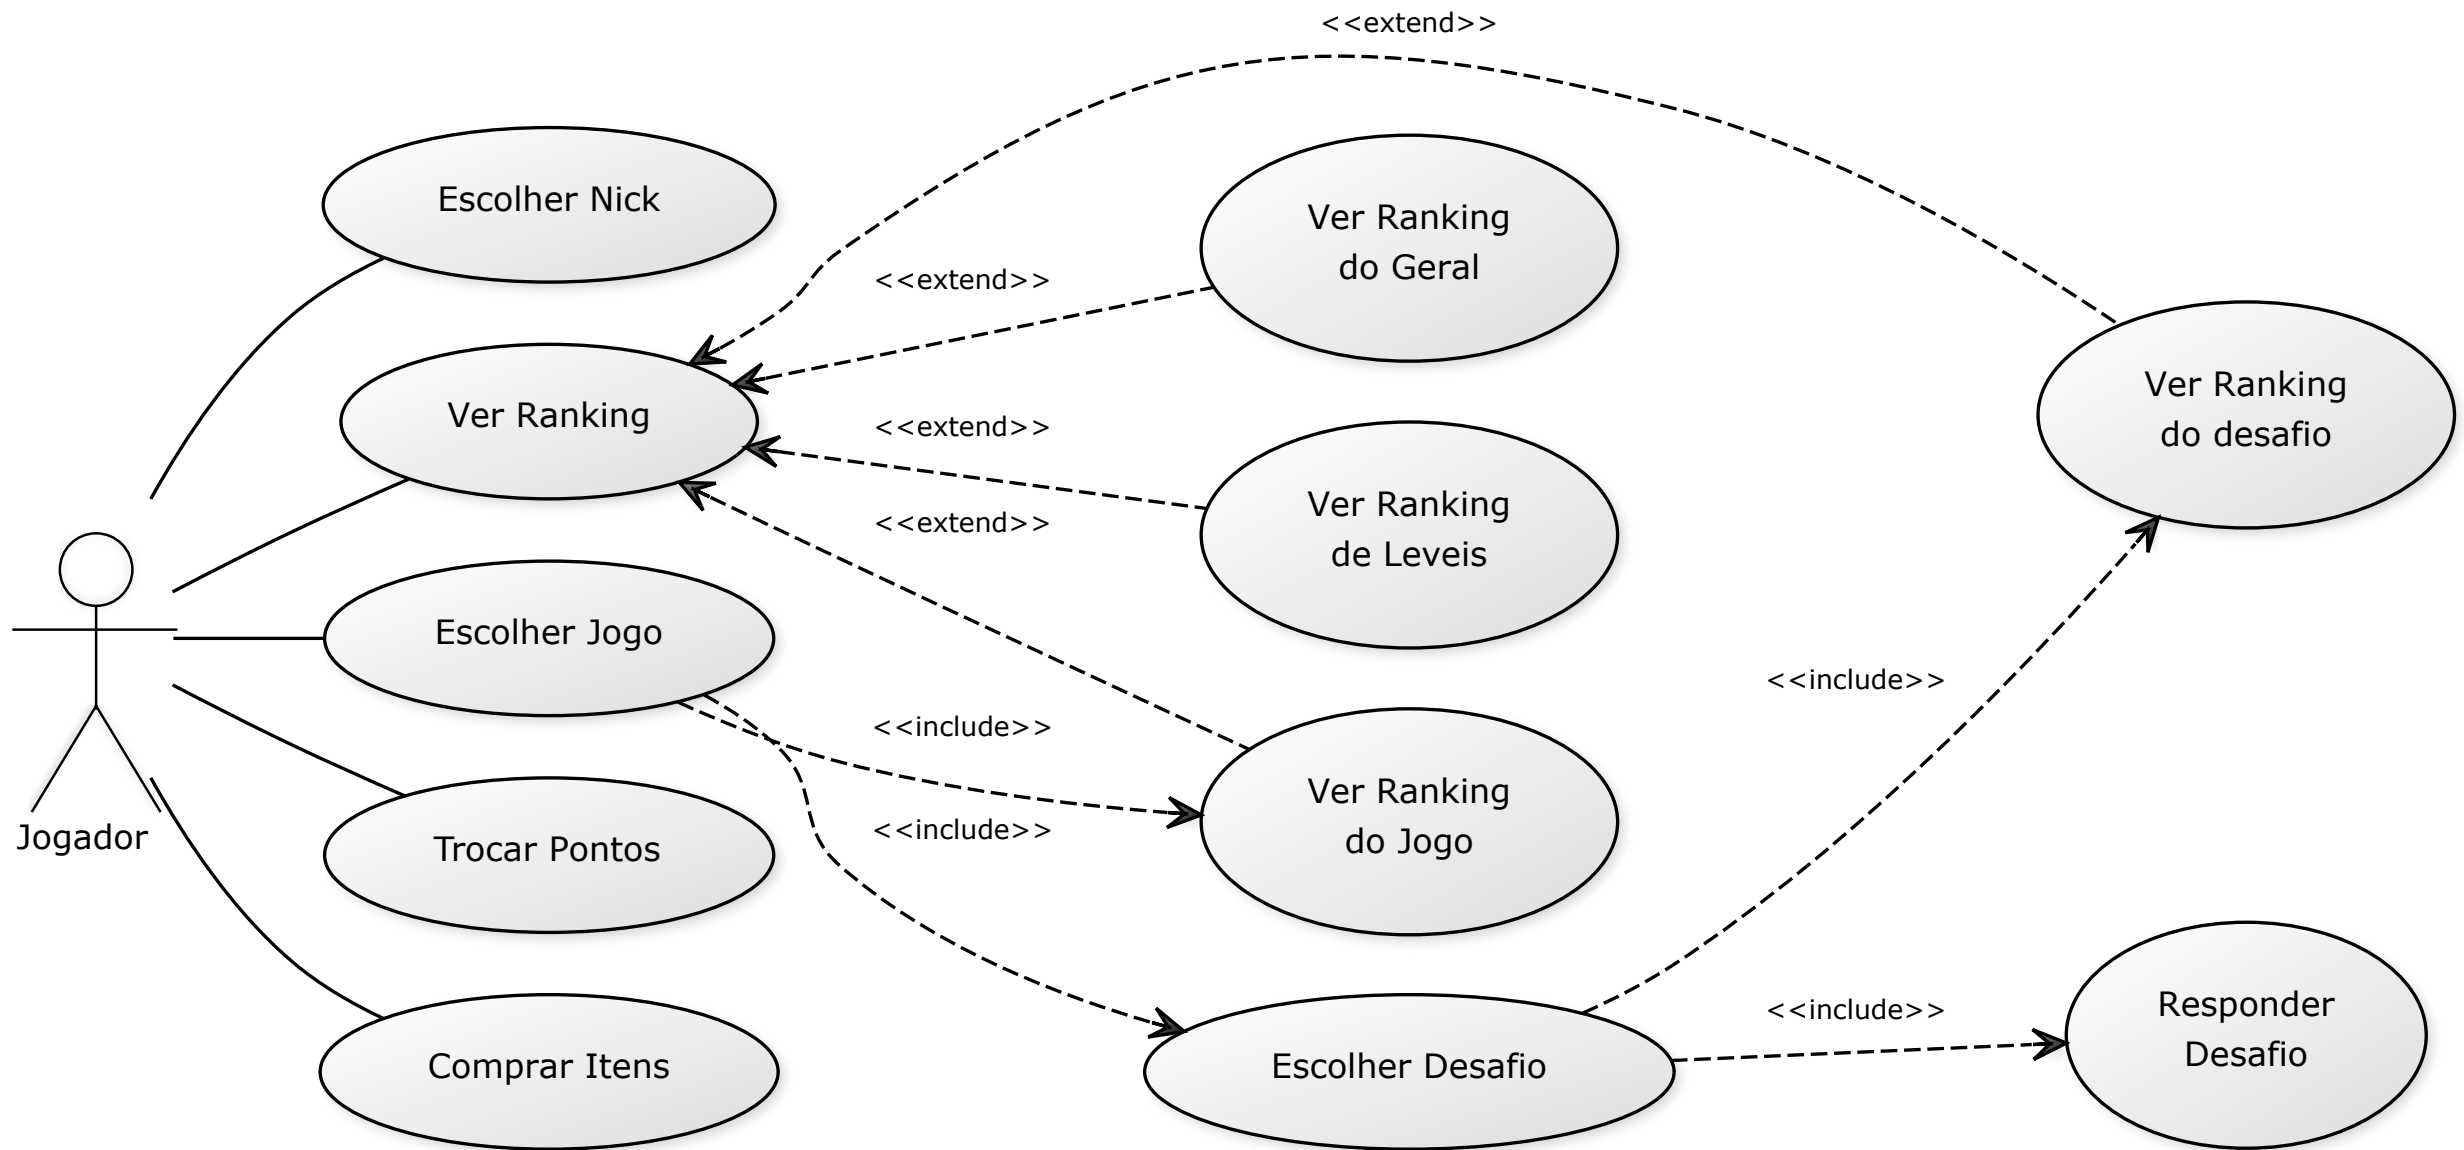 <<extend>>
Escolher Nick
Ver Ranking
do Geral
<<extend>>
Ver Ranking
Ver Ranking
do desafio
<<extend>>
Ver Ranking
de Leveis
<<extend>>
Escolher Jogo
<<include>>
<<include>>
Ver Ranking
do Jogo
<<include>>
Jogador
Trocar Pontos
<<include>>
Responder
Desafio
Comprar Itens
Escolher Desafio